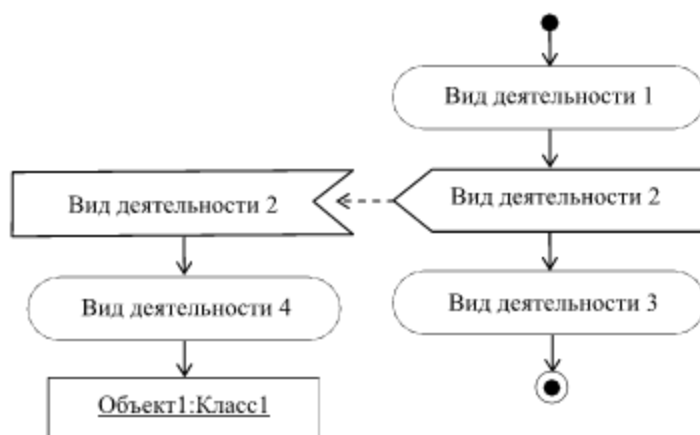 Вид деятельности 1
Вид деятельности 2
Вид деятельности 2
Вид деятельности 3
Вид деятельности 4
Объект1:Класс1